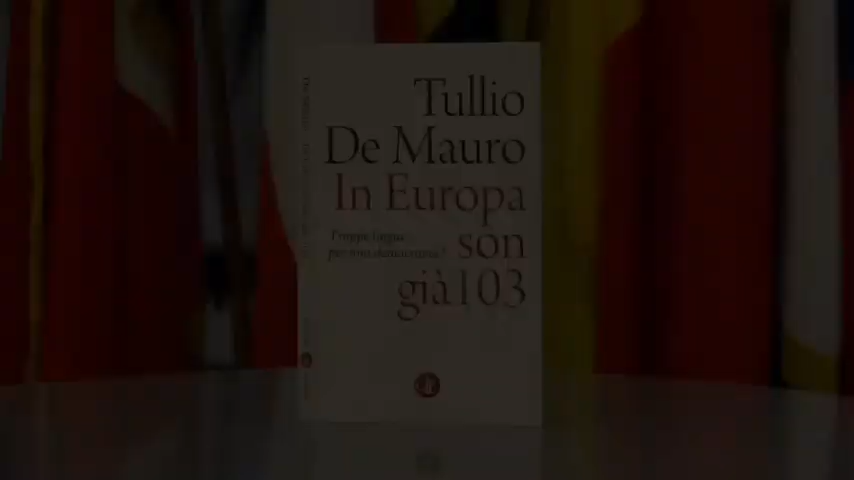 Tullio
De Mauro
In Europa
son
già 103
Troppe lingue
per una democrazia?